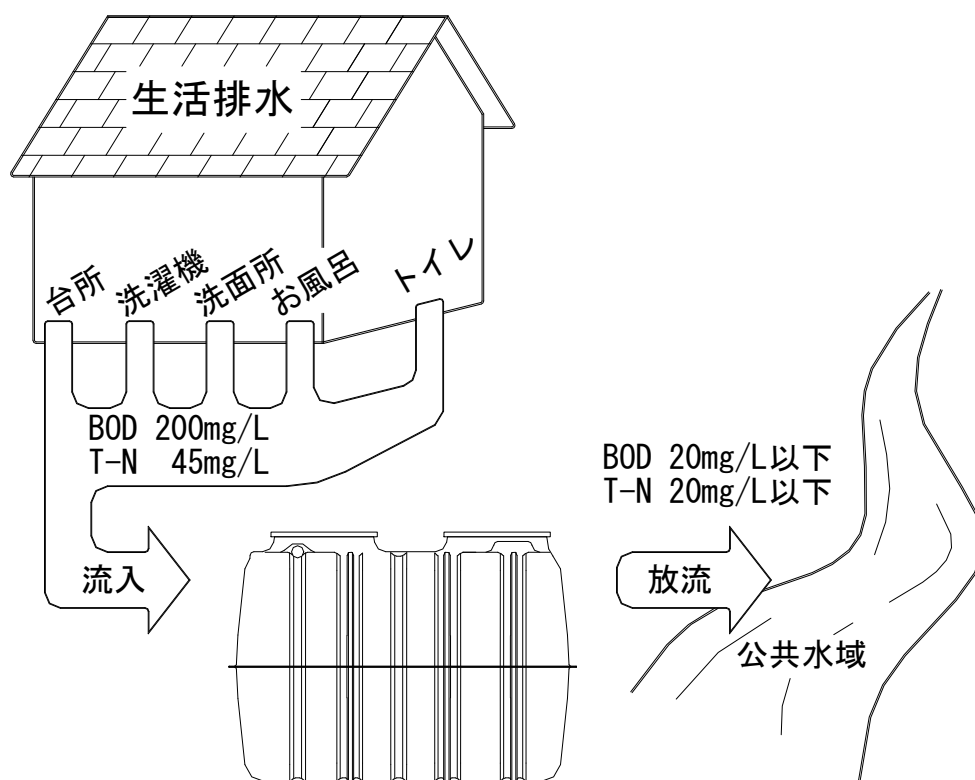 生活排水
台所
洗濯機
洗面所
お風呂
トイレ
BOD 200mg/L
T-N 45mg/L
BOD 20mg/L以下
T-N 20mg/L以下
流入
放流
公共水域